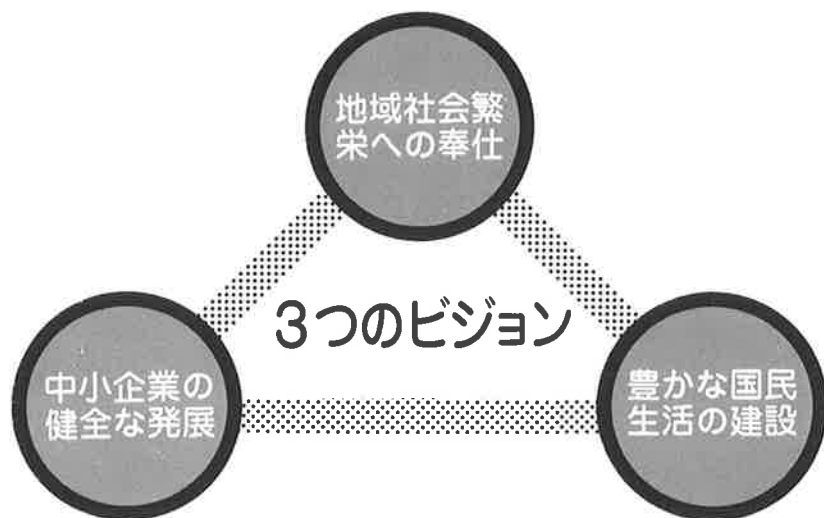 地域社会繁
栄への奉仕
3つのビジョン
中小企業の
健全な発展
豊かな国民
生活の建設